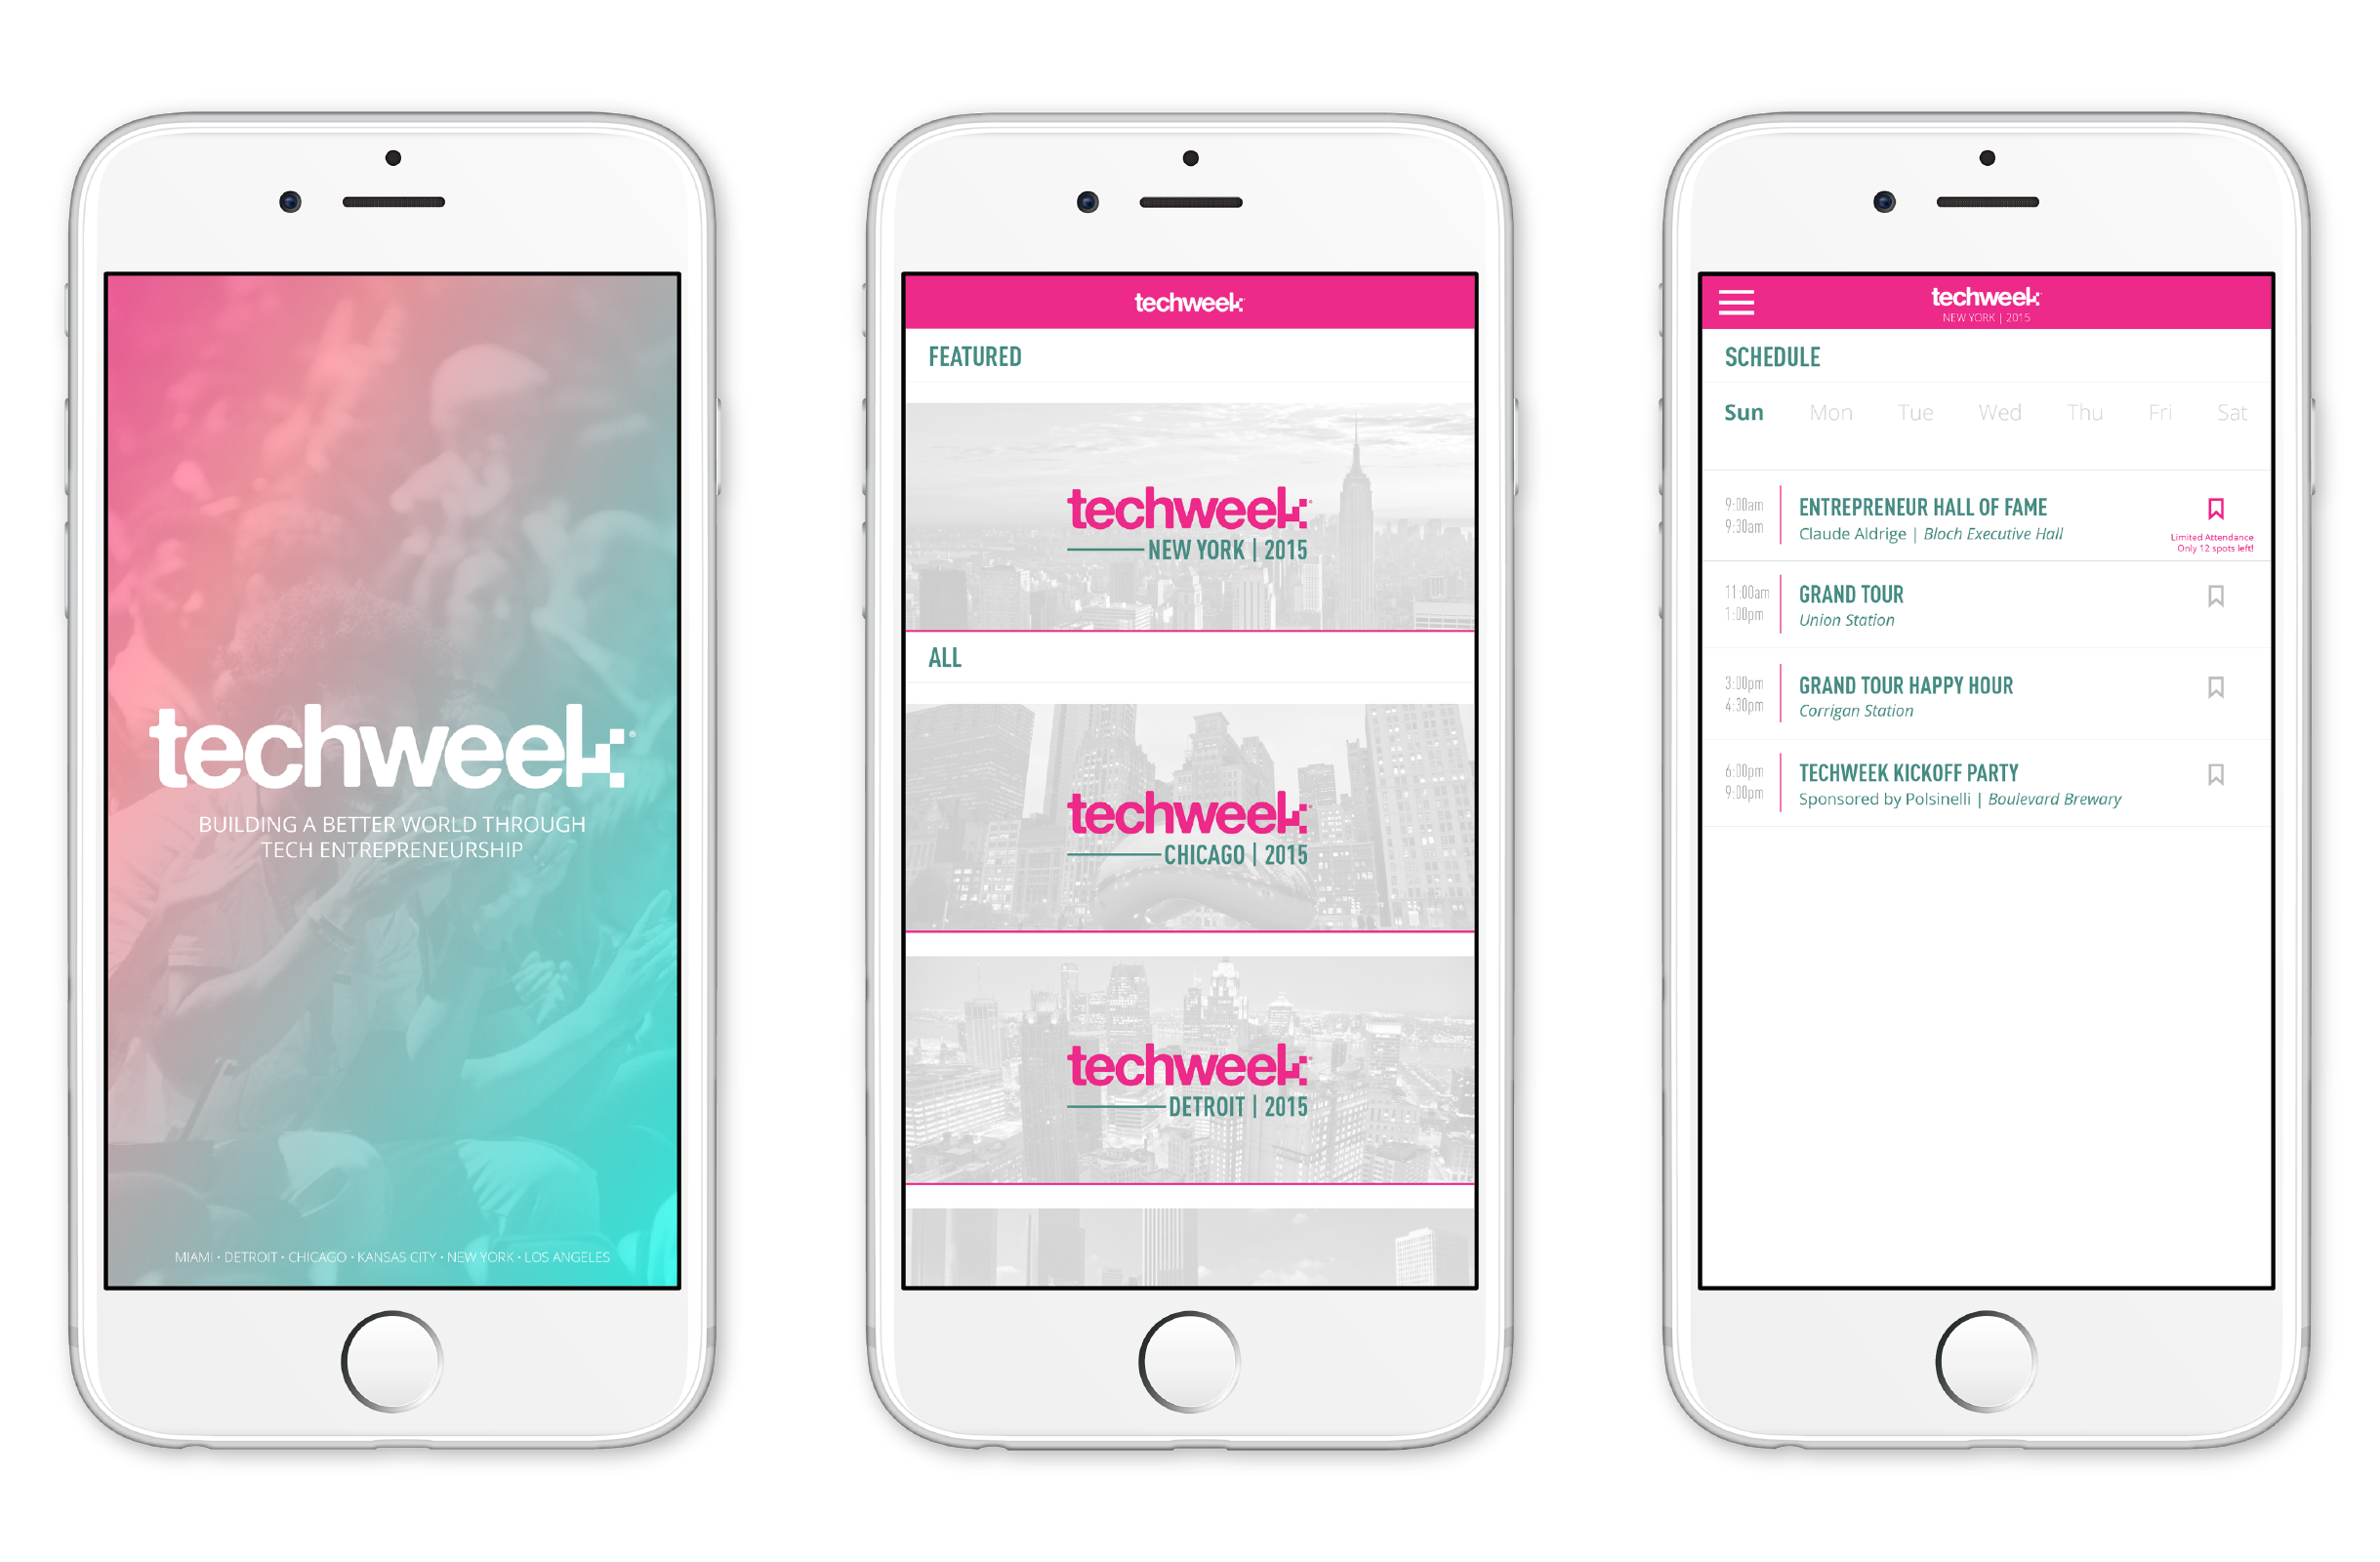 techweek
BUILDING A BETTER WORLD THROUGH
TECH ENTREPRENEURSHIP
MIAMI • DETROIT • CHICAGO • KANSAS CITY • NEW YORK • LOS ANGELES
techweek
FEATURED
techweek
NEW YORK | 2015
ALL
techweek
CHICAGO | 2015
techweek
DETROIT | 2015
techweek
NEW YORK | 2015
SCHEDULE
Sun Mon Tue Wed Thu Fri Sat
9:00am
9:30am
ENTREPRENEUR HALL OF FAME
Claude Aldrige | Bloch Executive Hall
Limited Attendance
Only 12 spots left!
11:00am
1:00pm
GRAND TOUR
Union Station
3:00pm
4:30pm
GRAND TOUR HAPPY HOUR
Corrigan Station
6:00pm
9:00pm
TECHWEEK KICKOFF PARTY
Sponsored by Polsinelli | Boulevard Brewary